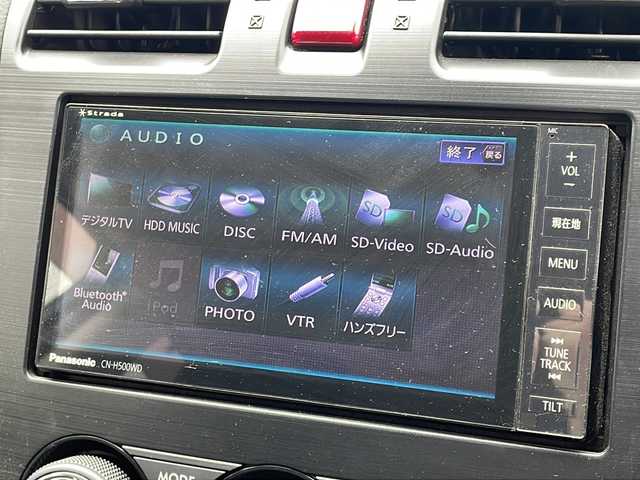 Strada
AUDIO
終了 戻る
デジタルTV
HDD MUSIC
DISC
FM/AM
SD-Video
SD-Audio
SD
SD
Bluetooth®
Audio
iPod
PHOTO
VTR
ハンズフリー
Panasonic CN-H500WD
MIC
+
VOL
−
現在地
MENU
AUDIO
TUNE
TRACK
TILT
MODE